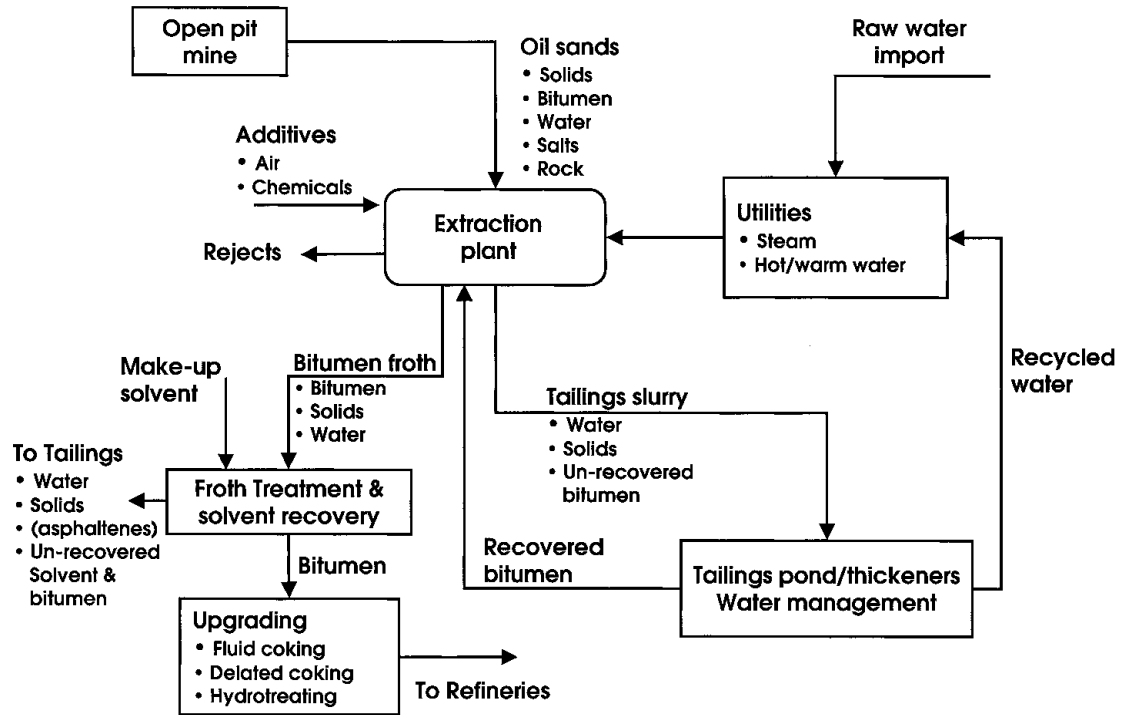 Open pit
mine
Oil sands
• Solids
• Bitumen
• Water
• Salts
• Rock
Raw water
import
Additives
• Air
• Chemicals
Extraction
plant
Rejects
Utilities
• Steam
• Hot/warm water
Make-up
solvent
Bitumen froth
• Bitumen
• Solids
• Water
Tailings slurry
• Water
• Solids
• Un-recovered
bitumen
Recycled
water
To Tailings
• Water
• Solids
• (asphaltenes)
• Un-recovered
Solvent &
bitumen
Froth Treatment &
solvent recovery
Bitumen
Recovered
bitumen
Tailings pond/thickeners
Water management
Upgrading
• Fluid coking
• Delated coking
• Hydrotreating
To Refineries